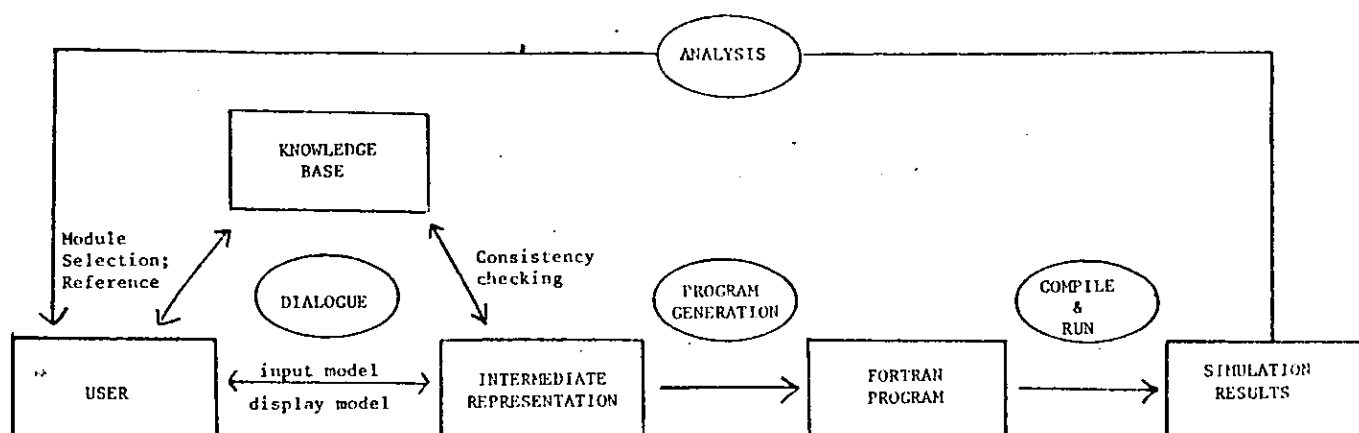 ANALYSIS
KNOWLEDGE
BASE
Module
Selection;
Reference
Consistency
checking
DIALOGUE
PROGRAM
GENERATION
COMPILE
&
RUN
USER
input model
display model
INTERMEDIATE
REPRESENTATION
FORTRAN
PROGRAM
SIMULATION
RESULTS